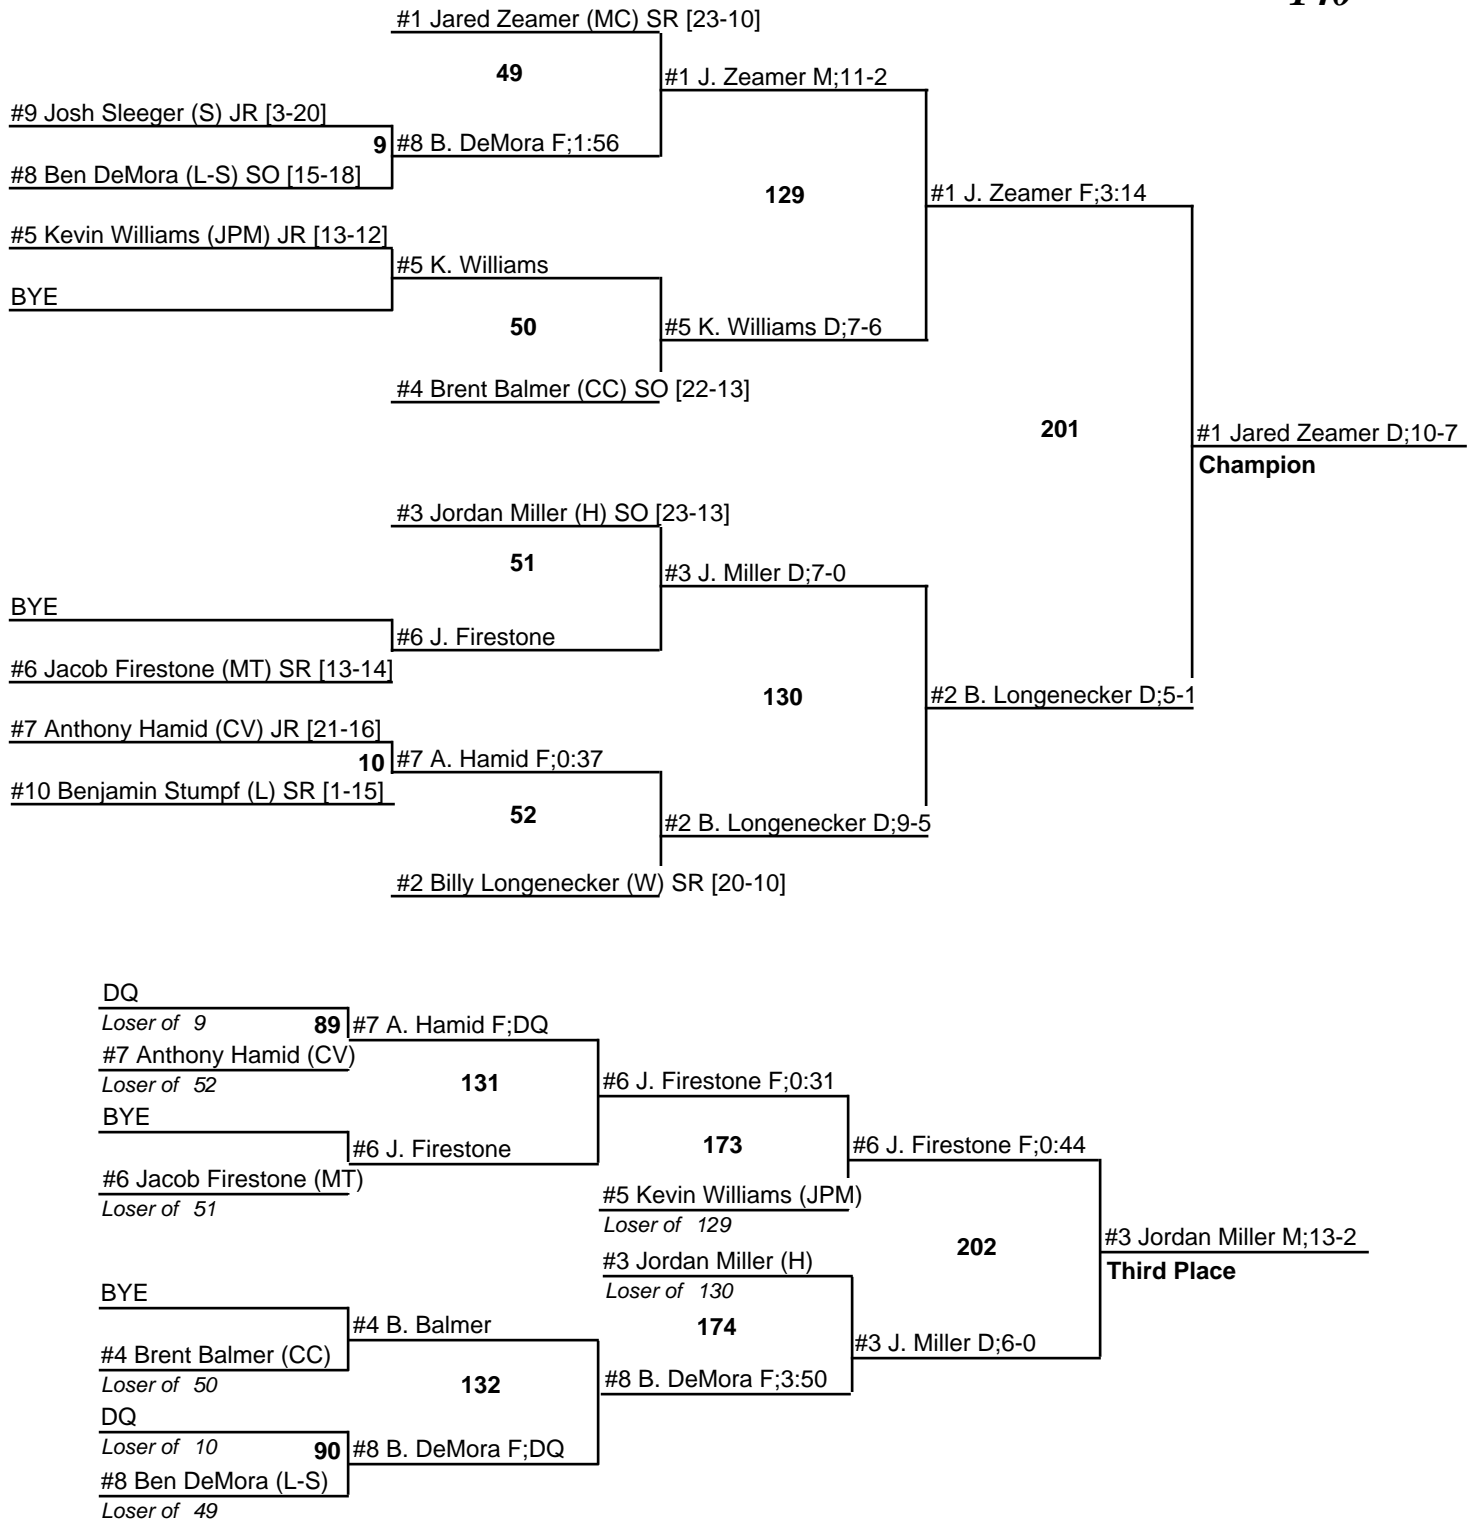 #1 Jared Zeamer (MC) SR [23-10]
49
#1 J. Zeamer M;11-2
#9 Josh Sleeger (S) JR [3-20]
9
#8 B. DeMora F;1:56
#8 Ben DeMora (L-S) SO [15-18]
129
#1 J. Zeamer F;3:14
#5 Kevin Williams (JPM) JR [13-12]
#5 K. Williams
BYE
50
#5 K. Williams D;7-6
#4 Brent Balmer (CC) SO [22-13]
201
#1 Jared Zeamer D;10-7
Champion
#3 Jordan Miller (H) SO [23-13]
51
#3 J. Miller D;7-0
BYE
#6 J. Firestone
#6 Jacob Firestone (MT) SR [13-14]
130
#2 B. Longenecker D;5-1
#7 Anthony Hamid (CV) JR [21-16]
10
#7 A. Hamid F;0:37
#10 Benjamin Stumpf (L) SR [1-15]
52
#2 B. Longenecker D;9-5
#2 Billy Longenecker (W) SR [20-10]
DQ
Loser of 9
89
#7 A. Hamid F;DQ
#7 Anthony Hamid (CV)
Loser of 52
131
#6 J. Firestone F;0:31
BYE
#6 J. Firestone
173
#6 J. Firestone F;0:44
#6 Jacob Firestone (MT)
Loser of 51
#5 Kevin Williams (JPM)
Loser of 129
202
#3 Jordan Miller M;13-2
Third Place
#3 Jordan Miller (H)
Loser of 130
BYE
#4 B. Balmer
174
#3 J. Miller D;6-0
#4 Brent Balmer (CC)
Loser of 50
132
#8 B. DeMora F;3:50
DQ
Loser of 10
90
#8 B. DeMora F;DQ
#8 Ben DeMora (L-S)
Loser of 49